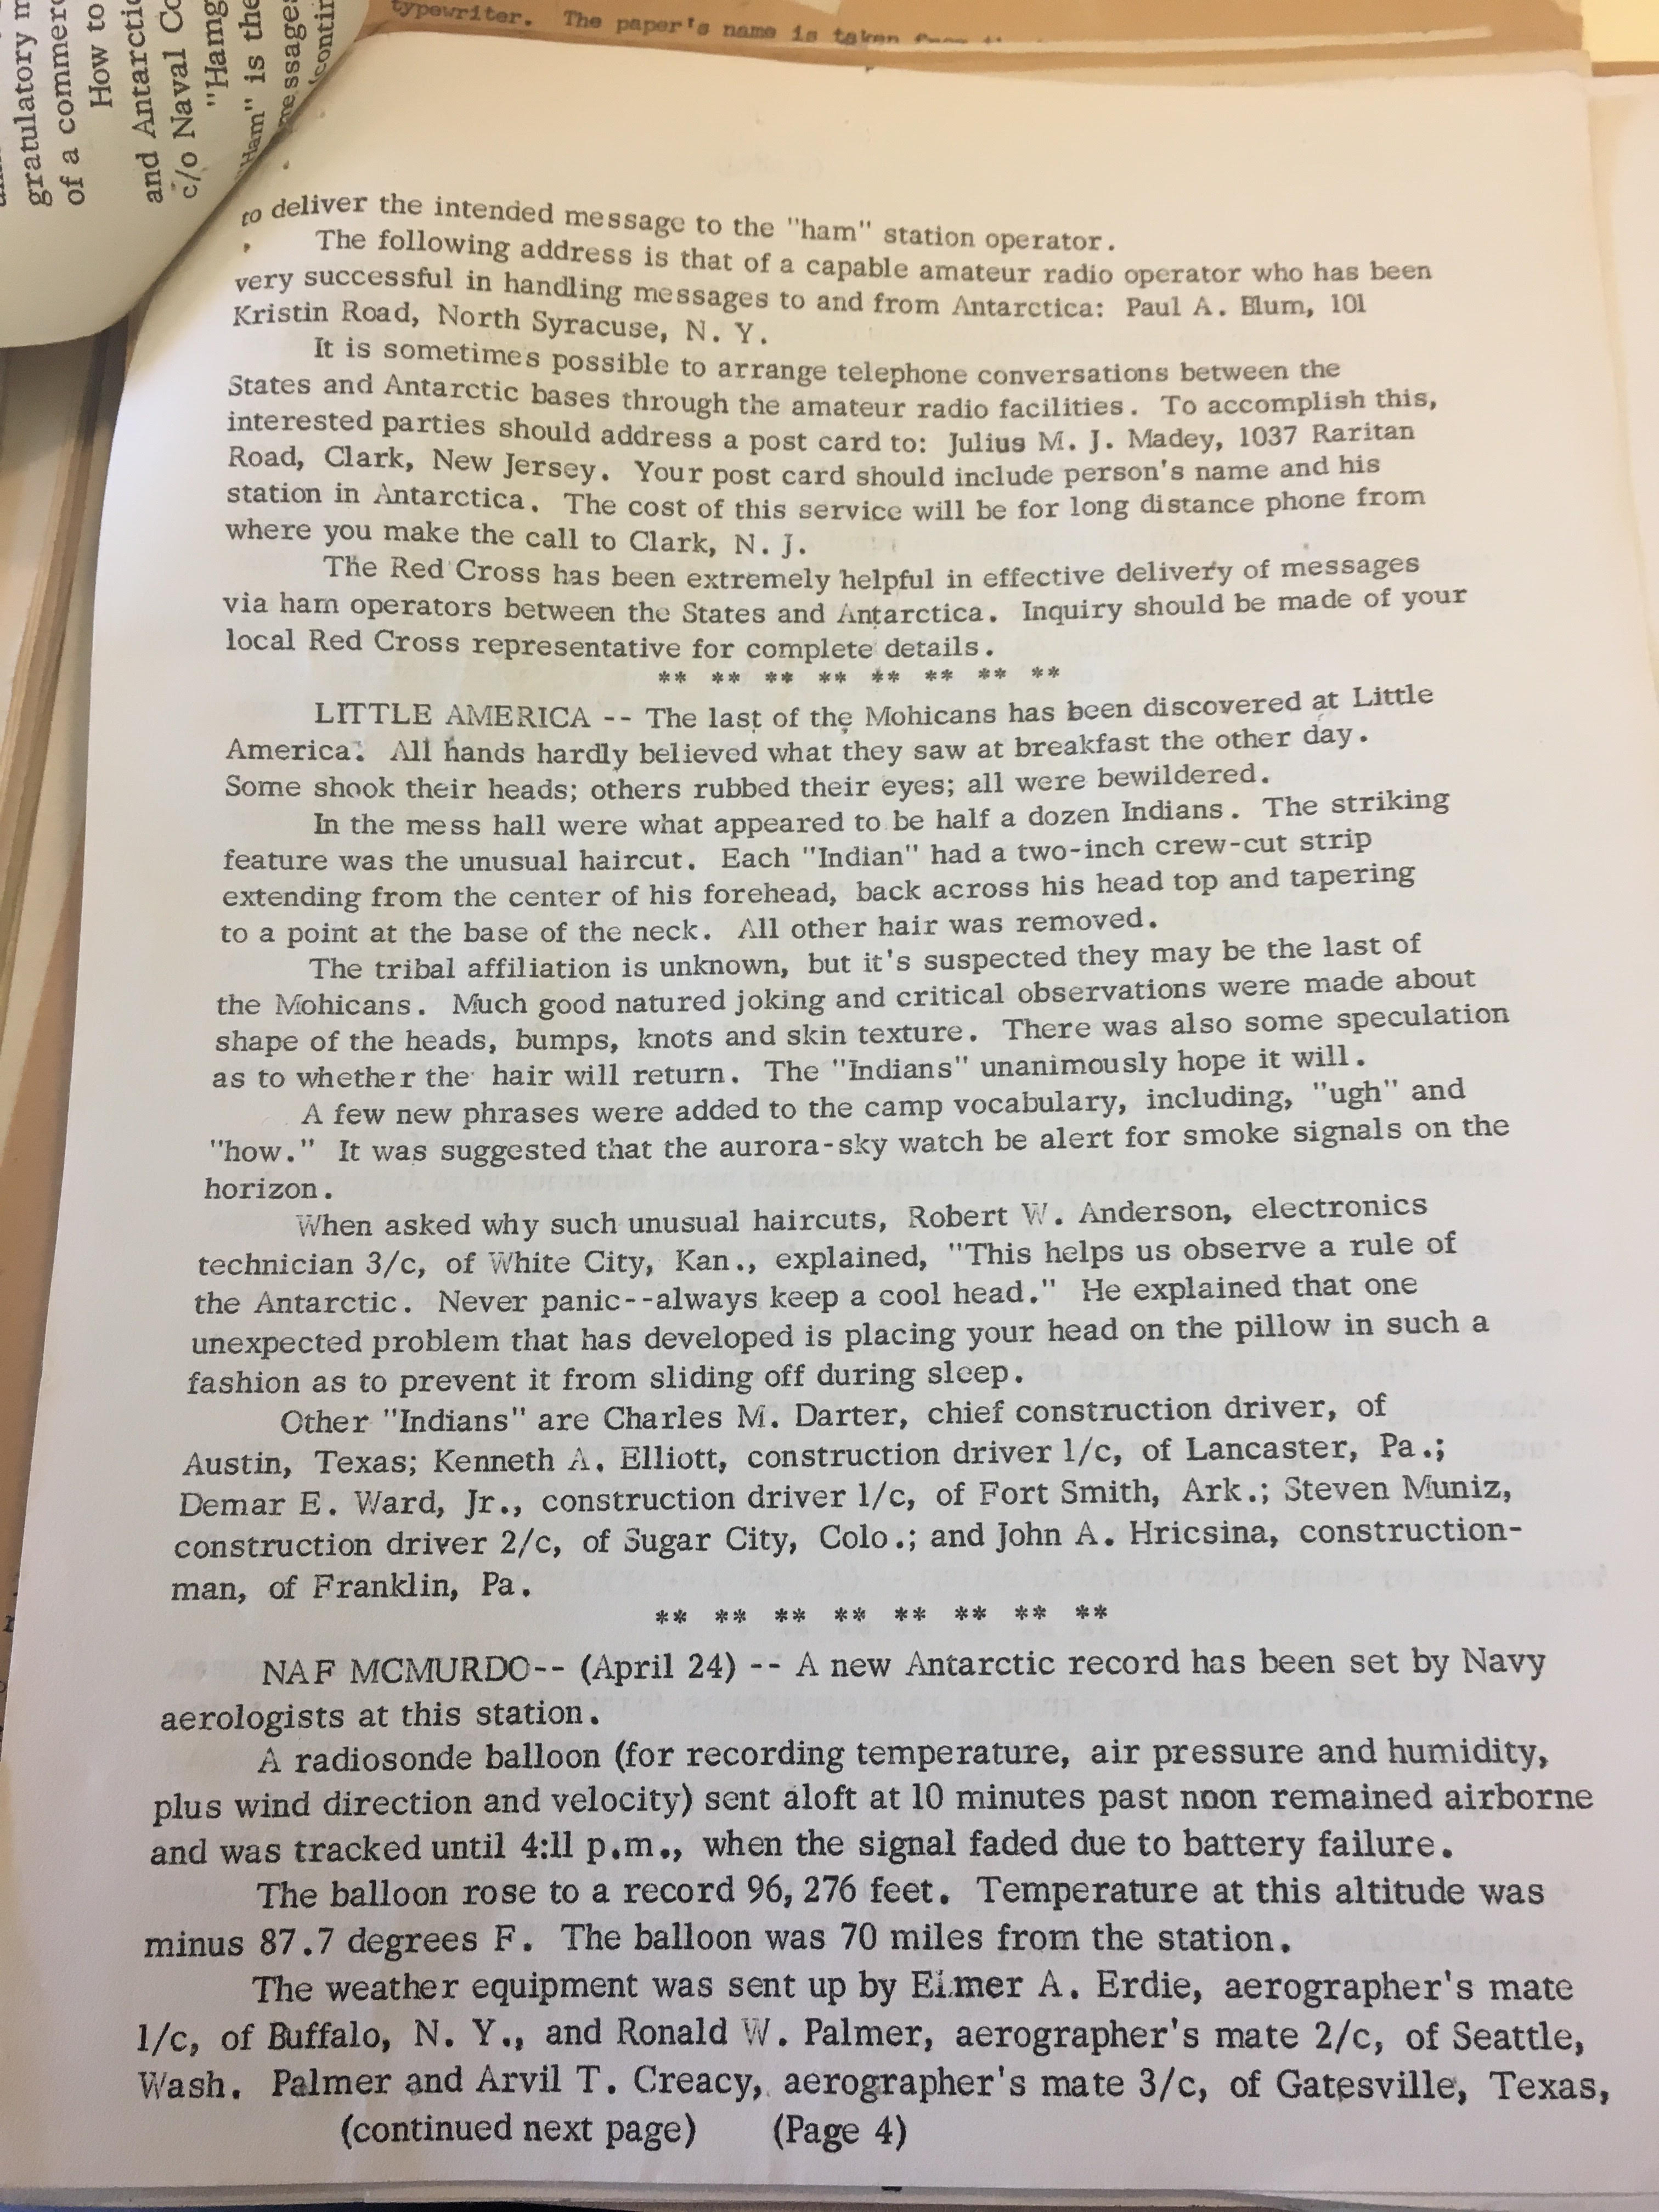 typewriter. The paper's name is taken
gratulatory
of a commerc
How to
and Antarctic
c/o Naval Co
"Hamg
"Ham" is the
messages
(contin
to deliver the intended message to the "ham" station operator.
The following address is that of a capable amateur radio operator who has been
very successful in handling messages to and from Antarctica: Paul A. Blum, 101
Kristin Road, North Syracuse, N. Y.
It is sometimes possible to arrange telephone conversations between the
States and Antarctic bases through the amateur radio facilities. To accomplish this,
interested parties should address a post card to: Julius M. J. Madey, 1037 Raritan
Road, Clark, New Jersey. Your post card should include person's name and his
station in Antarctica. The cost of this service will be for long distance phone from
where you make the call to Clark, N. J.
The Red Cross has been extremely helpful in effective delivery of messages
via ham operators between the States and Antarctica. Inquiry should be made of your
local Red Cross representative for complete details.
** ** ** ** ** ** ** **
LITTLE AMERICA -- The last of the Mohicans has been discovered at Little
America. All hands hardly believed what they saw at breakfast the other day.
Some shook their heads; others rubbed their eyes; all were bewildered.
In the mess hall were what appeared to be half a dozen Indians. The striking
feature was the unusual haircut. Each "Indian" had a two-inch crew-cut strip
extending from the center of his forehead, back across his head top and tapering
to a point at the base of the neck. All other hair was removed.
The tribal affiliation is unknown, but it's suspected they may be the last of
the Mohicans. Much good natured joking and critical observations were made about
shape of the heads, bumps, knots and skin texture. There was also some speculation
as to whether the hair will return. The "Indians" unanimously hope it will.
A few new phrases were added to the camp vocabulary, including, "ugh" and
"how." It was suggested that the aurora-sky watch be alert for smoke signals on the
horizon.
When asked why such unusual haircuts, Robert W. Anderson, electronics
technician 3/c, of White City, Kan., explained, "This helps us observe a rule of
the Antarctic. Never panic--always keep a cool head." He explained that one
unexpected problem that has developed is placing your head on the pillow in such a
fashion as to prevent it from sliding off during sleep.
Other "Indians" are Charles M. Darter, chief construction driver, of
Austin, Texas; Kenneth A. Elliott, construction driver 1/c, of Lancaster, Pa.;
Demar E. Ward, Jr., construction driver 1/c, of Fort Smith, Ark.; Steven Muniz,
construction driver 2/c, of Sugar City, Colo.; and John A. Hricsina, construction-
man, of Franklin, Pa.
** ** ** ** ** ** ** **
NAF MCMURDO-- (April 24) -- A new Antarctic record has been set by Navy
aerologists at this station.
A radiosonde balloon (for recording temperature, air pressure and humidity,
plus wind direction and velocity) sent aloft at 10 minutes past noon remained airborne
and was tracked until 4:11 p.m., when the signal faded due to battery failure.
The balloon rose to a record 96,276 feet. Temperature at this altitude was
minus 87.7 degrees F. The balloon was 70 miles from the station.
The weather equipment was sent up by Elmer A. Erdie, aerographer's mate
1/c, of Buffalo, N. Y., and Ronald W. Palmer, aerographer's mate 2/c, of Seattle,
Wash. Palmer and Arvil T. Creacy, aerographer's mate 3/c, of Gatesville, Texas,
(continued next page) (Page 4)